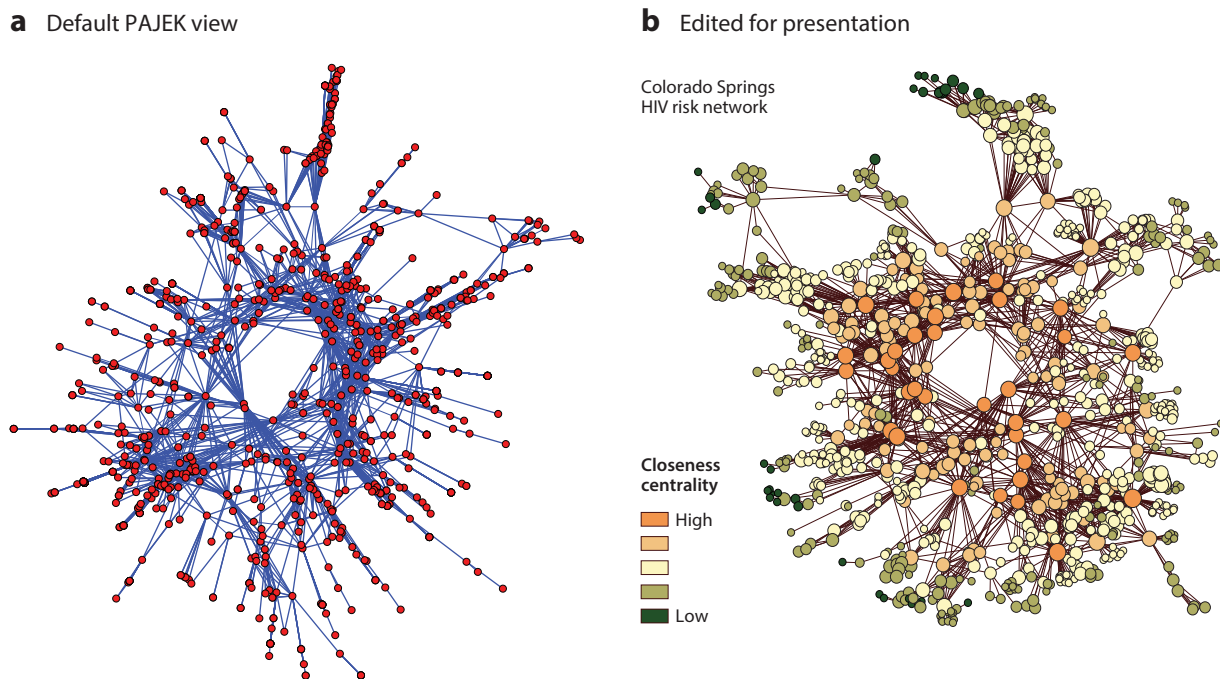 a Default PAJEK view
b Edited for presentation
Colorado Springs
HIV risk network
Closeness
centrality
High
Low